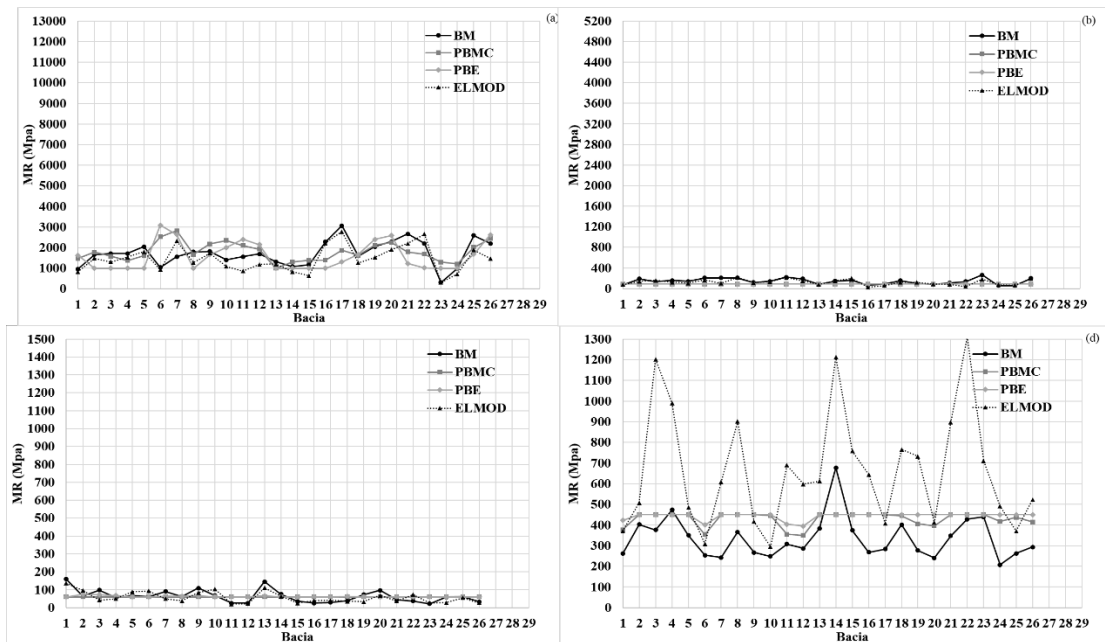 (a)
13000
12000
11000
10000
9000
8000
7000
6000
5000
4000
3000
2000
1000
0
MR (Mpa)
BM
PBMC
PBE
ELMOD
1 2 3 4 5 6 7 8 9 10 11 12 13 14 15 16 17 18 19 20 21 22 23 24 25 26 27 28 29
Bacia
(b)
5200
4800
4400
4000
3600
3200
2800
2400
2000
1600
1200
800
400
0
MR (Mpa)
BM
PBMC
PBE
ELMOD
1 2 3 4 5 6 7 8 9 10 11 12 13 14 15 16 17 18 19 20 21 22 23 24 25 26 27 28 29
Bacia
1500
1400
1300
1200
1100
1000
900
800
700
600
500
400
300
200
100
0
MR (Mpa)
BM
PBMC
PBE
ELMOD
1 2 3 4 5 6 7 8 9 10 11 12 13 14 15 16 17 18 19 20 21 22 23 24 25 26 27 28 29
Bacia
(d)
1300
1200
1100
1000
900
800
700
600
500
400
300
200
100
0
MR (Mpa)
BM
PBMC
PBE
ELMOD
1 2 3 4 5 6 7 8 9 10 11 12 13 14 15 16 17 18 19 20 21 22 23 24 25 26 27 28 29
Bacia